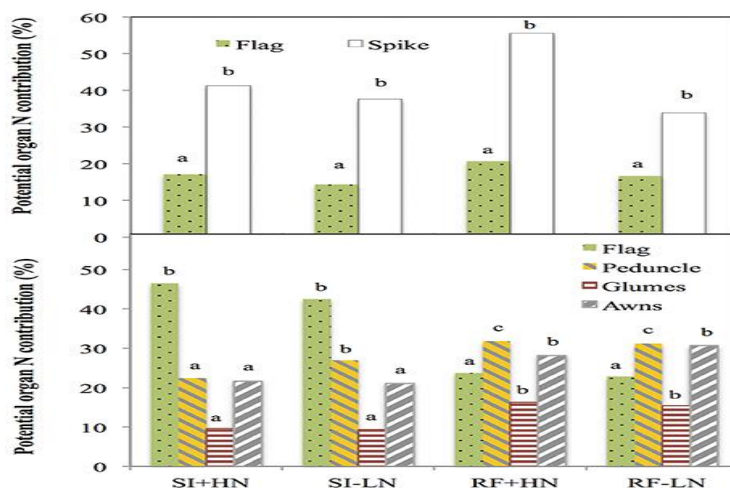 Potential organ N contribution (%)
60
50
40
30
20
10
0
Flag
Spike
a
b
a
b
a
b
a
b
Potential organ N contribution (%)
50
40
30
20
10
0
Flag
Peduncle
Glumes
Awns
b
a
a
a
b
b
a
a
c
b
b
c
b
b
SI+HN
SI-LN
RF+HN
RF-LN